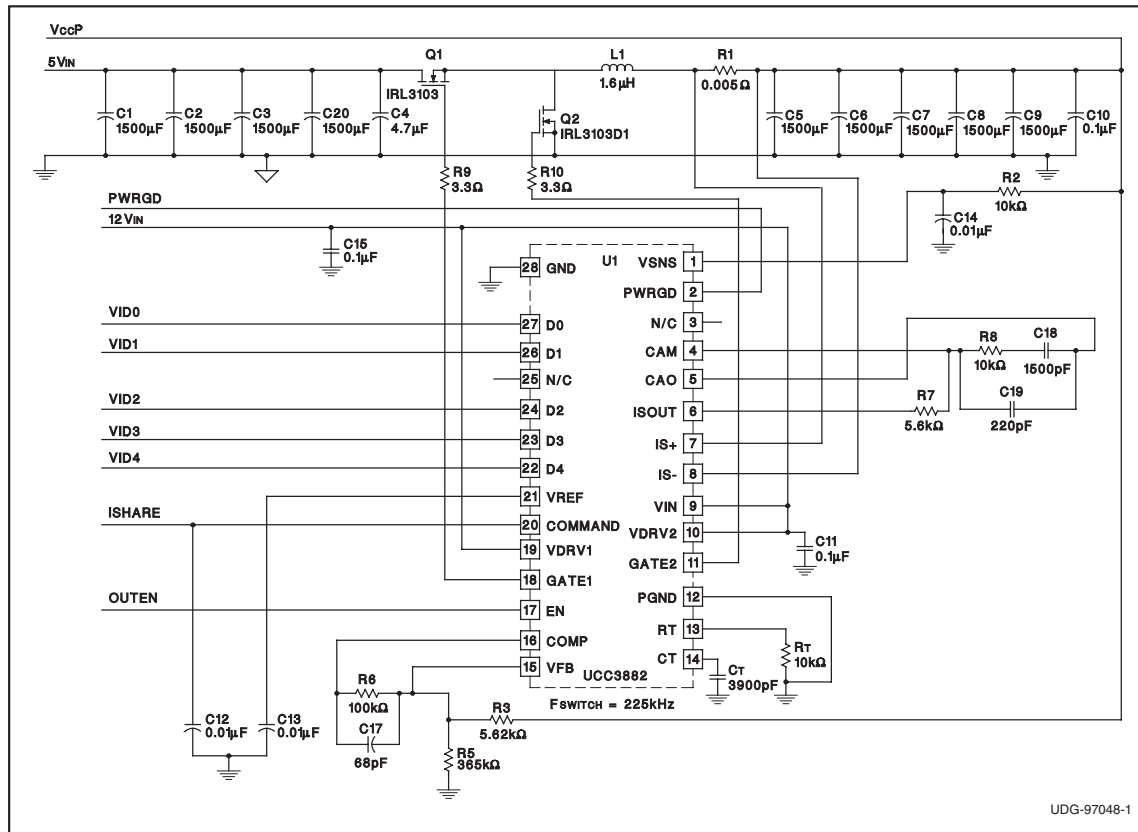 VCCP
5VIN
Q1
IRL3103
L1
1.6µH
R1
0.005Ω
C1
1500µF
C2
1500µF
C3
1500µF
C20
1500µF
C4
4.7µF
Q2
IRL3103D1
C5
1500µF
C6
1500µF
C7
1500µF
C8
1500µF
C9
1500µF
C10
0.1µF
R9
3.3Ω
R10
3.3Ω
R2
10kΩ
PWRGD
12VIN
C14
0.01µF
C15
0.1µF
U1
28 GND
VSNS 1
PWRGD 2
VID0
27 D0
N/C 3
VID1
26 D1
CAM 4
R8
10kΩ
C18
1500pF
25 N/C
CAO 5
C19
220pF
VID2
24 D2
ISOUT 6
R7
5.6kΩ
VID3
23 D3
IS+ 7
VID4
22 D4
IS- 8
21 VREF
VIN 9
ISHARE
20 COMMAND
VDRV2 10
19 VDRV1
C11
0.1µF
GATE2 11
18 GATE1
OUTEN
17 EN
PGND 12
16 COMP
RT 13
RT
10kΩ
15 VFB
CT 14
CT
3900pF
UCC3882
FSWITCH = 225kHz
R6
100kΩ
C17
68pF
R3
5.62kΩ
R5
365kΩ
C12
0.01µF
C13
0.01µF
UDG-97048-1